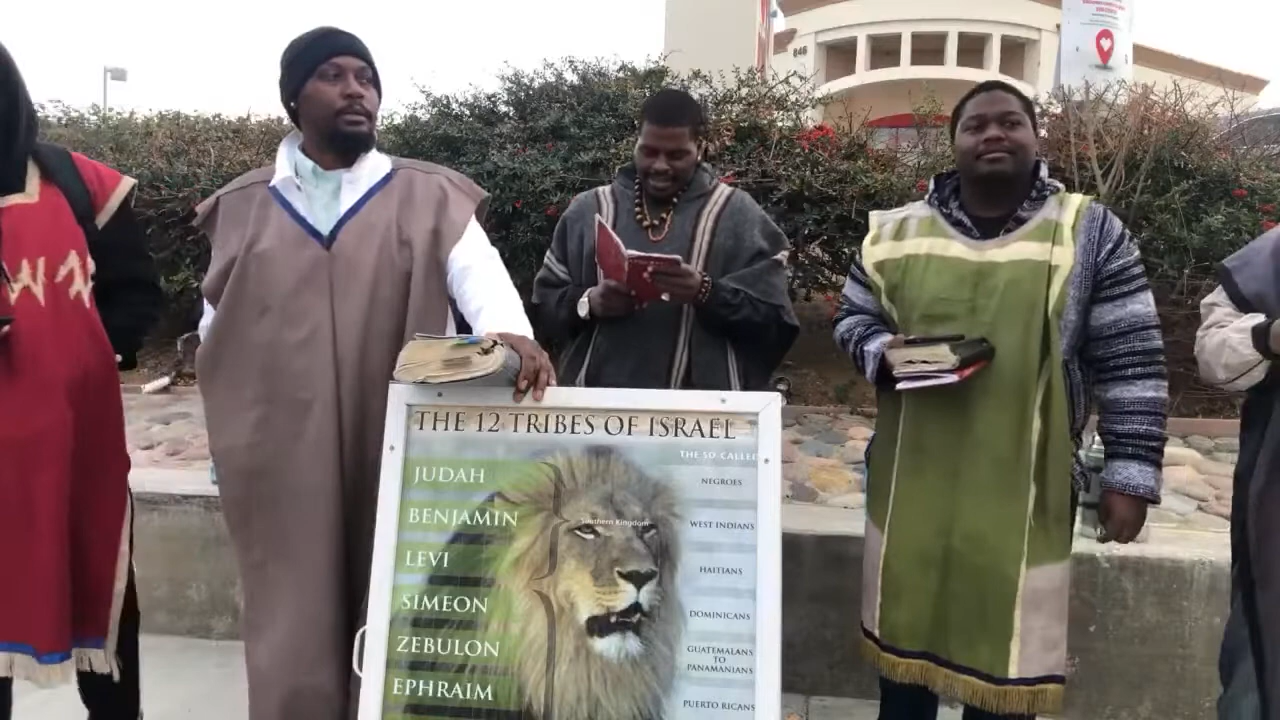 846
THE 12 TRIBES OF ISRAEL
THE SO CALLED
JUDAH
NEGROES
BENJAMIN
Southern Kingdom
WEST INDIANS
LEVI
HAITIANS
SIMEON
DOMINICANS
ZEBULON
GUATEMALANS
TO
PANAMANIANS
EPHRAIM
PUERTO RICANS